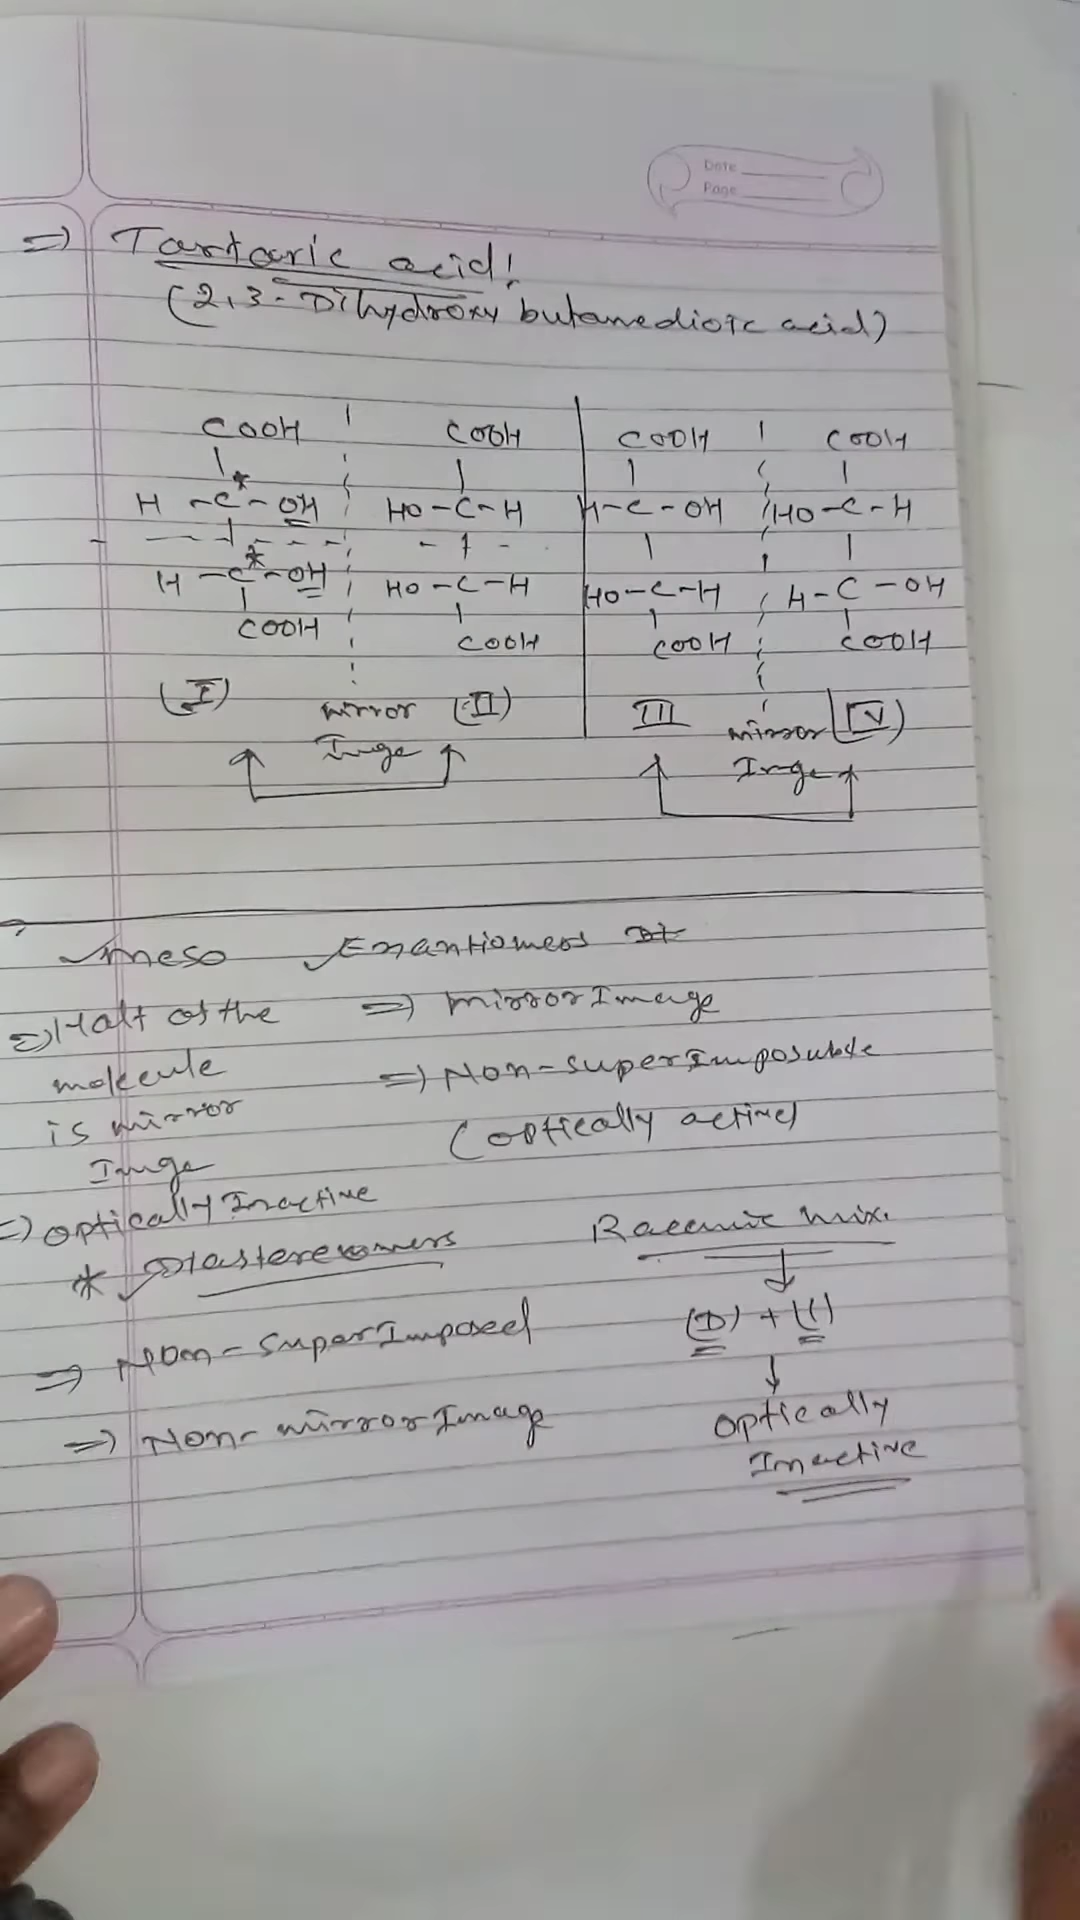 Date
Page
⇒ Tartaric acid!
(2,3-Dihydroxy butanedioic acid)
COOH COOH COOH COOH
H - C* - OH HO - C - H H - C - OH HO - C - H
H - C* - OH HO - C - H HO - C - H H - C - OH
COOH COOH COOH COOH
(I) mirror (II) III mirror (IV)
Image Image
meso Enantiomers
⇒ Half of the ⇒ mirror Image
molecule ⇒ Non-superImposuble
is mirror (optically active)
Image
⇒ optically Inactive Racemic mix.
* Diastereomers
⇒ Non-superImposed (D) + (l)
⇒ Non-mirror Image optically
Inactive